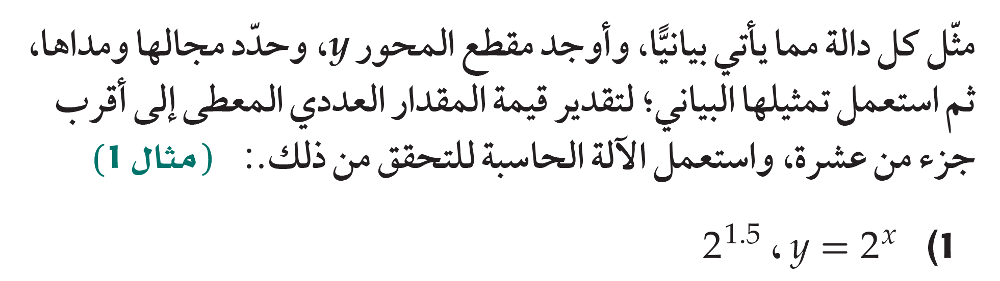 مثّل كل دالة مما يأتي بيانيًّا، وأوجد مقطع المحور y، وحدّد مجالها ومداها،
ثم استعمل تمثيلها البياني؛ لتقدير قيمة المقدار العددي المعطى إلى أقرب
جزء من عشرة، واستعمل الآلة الحاسبة للتحقق من ذلك.: (مثال 1)
1) y = 2^x ، 2^1.5